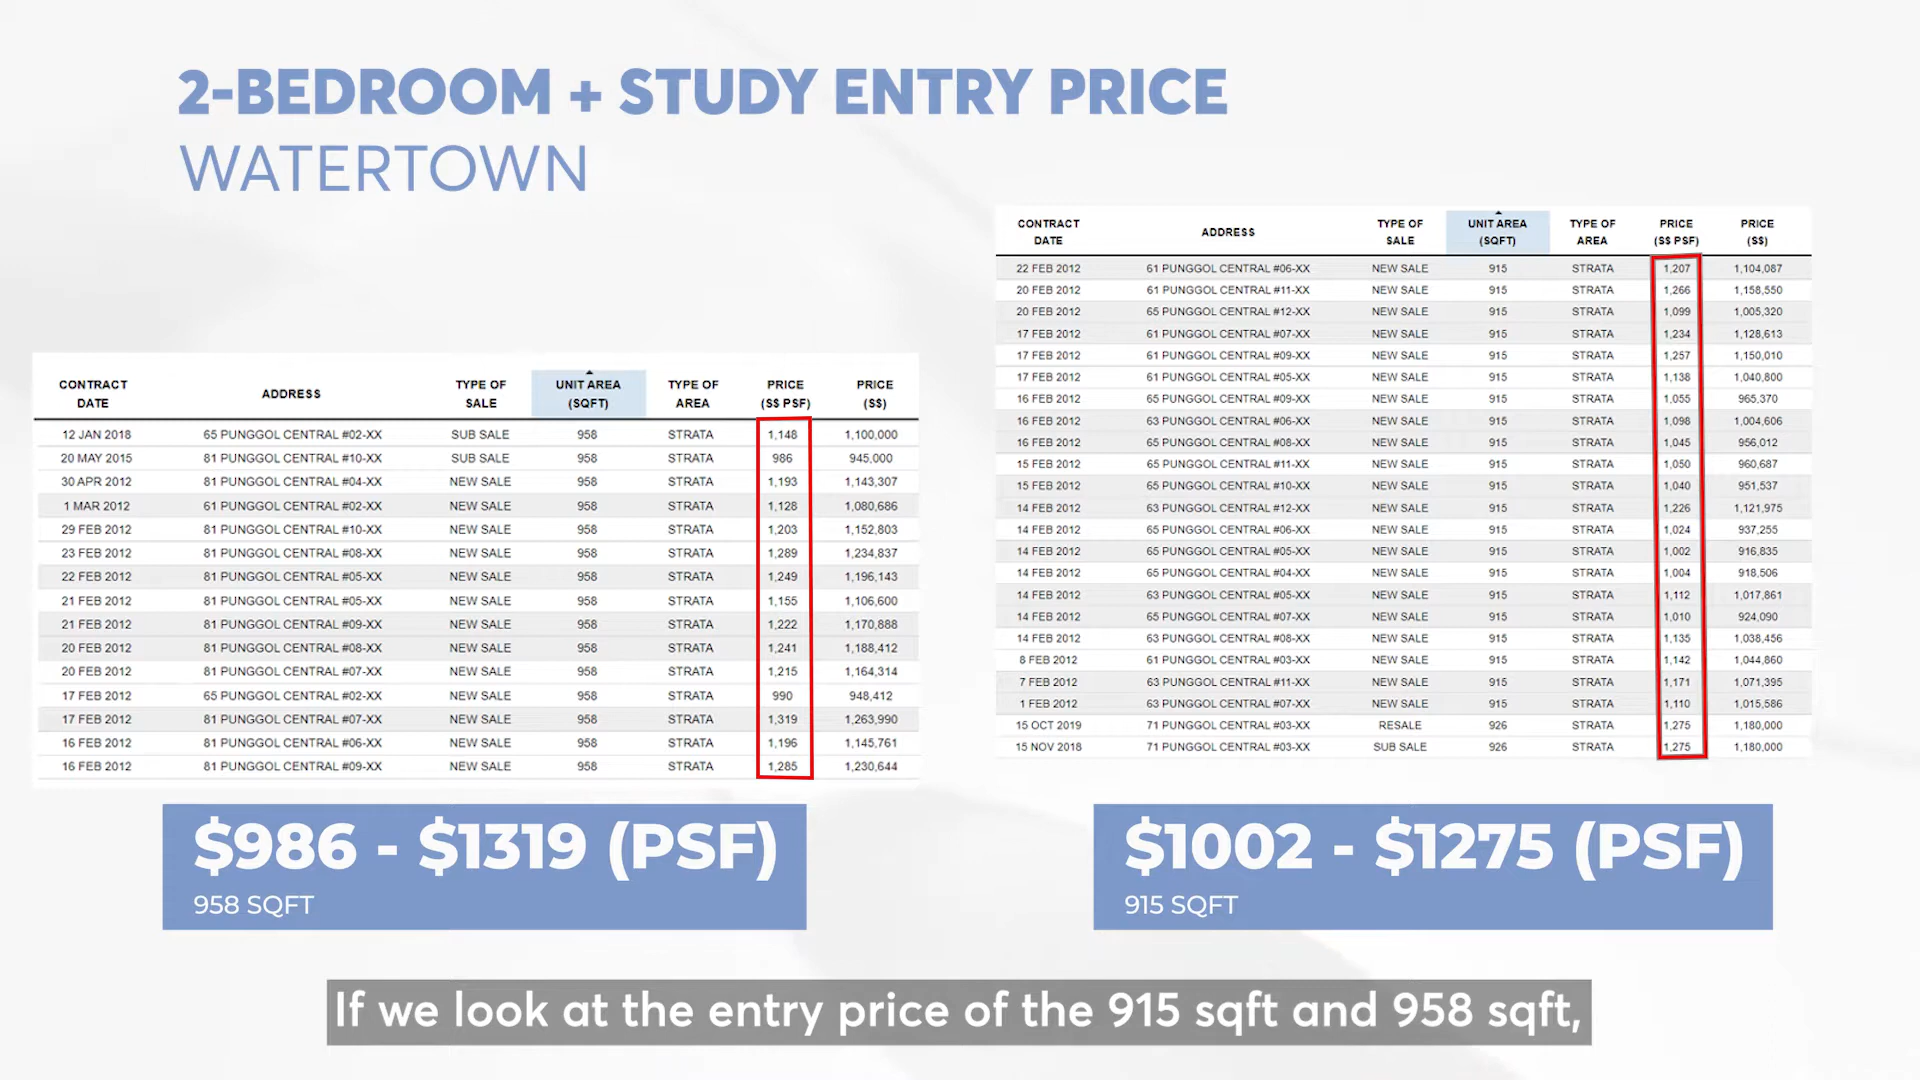 2-BEDROOM + STUDY ENTRY PRICE
WATERTOWN
CONTRACT DATE ADDRESS TYPE OF SALE UNIT AREA (SQFT) TYPE OF AREA PRICE (S$ PSF) PRICE (S$)
12 JAN 2018 65 PUNGGOL CENTRAL #02-XX SUB SALE 958 STRATA 1,148 1,100,000
20 MAY 2015 81 PUNGGOL CENTRAL #10-XX SUB SALE 958 STRATA 986 945,000
30 APR 2012 81 PUNGGOL CENTRAL #04-XX NEW SALE 958 STRATA 1,193 1,143,307
1 MAR 2012 61 PUNGGOL CENTRAL #02-XX NEW SALE 958 STRATA 1,128 1,080,686
29 FEB 2012 81 PUNGGOL CENTRAL #10-XX NEW SALE 958 STRATA 1,203 1,152,803
23 FEB 2012 81 PUNGGOL CENTRAL #08-XX NEW SALE 958 STRATA 1,289 1,234,837
22 FEB 2012 81 PUNGGOL CENTRAL #05-XX NEW SALE 958 STRATA 1,249 1,196,143
21 FEB 2012 81 PUNGGOL CENTRAL #05-XX NEW SALE 958 STRATA 1,155 1,106,600
21 FEB 2012 81 PUNGGOL CENTRAL #09-XX NEW SALE 958 STRATA 1,222 1,170,888
20 FEB 2012 81 PUNGGOL CENTRAL #08-XX NEW SALE 958 STRATA 1,241 1,188,412
20 FEB 2012 81 PUNGGOL CENTRAL #07-XX NEW SALE 958 STRATA 1,215 1,164,314
17 FEB 2012 65 PUNGGOL CENTRAL #02-XX NEW SALE 958 STRATA 990 948,412
17 FEB 2012 81 PUNGGOL CENTRAL #07-XX NEW SALE 958 STRATA 1,319 1,263,990
16 FEB 2012 81 PUNGGOL CENTRAL #06-XX NEW SALE 958 STRATA 1,196 1,145,761
16 FEB 2012 81 PUNGGOL CENTRAL #09-XX NEW SALE 958 STRATA 1,285 1,230,644
$986 - $1319 (PSF)
958 SQFT
CONTRACT DATE ADDRESS TYPE OF SALE UNIT AREA (SQFT) TYPE OF AREA PRICE (S$ PSF) PRICE (S$)
22 FEB 2012 61 PUNGGOL CENTRAL #06-XX NEW SALE 915 STRATA 1,207 1,104,087
20 FEB 2012 61 PUNGGOL CENTRAL #11-XX NEW SALE 915 STRATA 1,266 1,158,550
20 FEB 2012 65 PUNGGOL CENTRAL #12-XX NEW SALE 915 STRATA 1,099 1,005,320
17 FEB 2012 61 PUNGGOL CENTRAL #07-XX NEW SALE 915 STRATA 1,234 1,128,613
17 FEB 2012 61 PUNGGOL CENTRAL #09-XX NEW SALE 915 STRATA 1,257 1,150,010
17 FEB 2012 61 PUNGGOL CENTRAL #05-XX NEW SALE 915 STRATA 1,138 1,040,800
16 FEB 2012 65 PUNGGOL CENTRAL #09-XX NEW SALE 915 STRATA 1,055 965,370
16 FEB 2012 63 PUNGGOL CENTRAL #06-XX NEW SALE 915 STRATA 1,098 1,004,606
16 FEB 2012 65 PUNGGOL CENTRAL #08-XX NEW SALE 915 STRATA 1,045 956,012
15 FEB 2012 65 PUNGGOL CENTRAL #11-XX NEW SALE 915 STRATA 1,050 960,687
15 FEB 2012 65 PUNGGOL CENTRAL #10-XX NEW SALE 915 STRATA 1,040 951,537
14 FEB 2012 63 PUNGGOL CENTRAL #12-XX NEW SALE 915 STRATA 1,226 1,121,975
14 FEB 2012 65 PUNGGOL CENTRAL #06-XX NEW SALE 915 STRATA 1,024 937,255
14 FEB 2012 65 PUNGGOL CENTRAL #05-XX NEW SALE 915 STRATA 1,002 916,835
14 FEB 2012 65 PUNGGOL CENTRAL #04-XX NEW SALE 915 STRATA 1,004 918,506
14 FEB 2012 63 PUNGGOL CENTRAL #05-XX NEW SALE 915 STRATA 1,112 1,017,861
14 FEB 2012 65 PUNGGOL CENTRAL #07-XX NEW SALE 915 STRATA 1,010 924,090
14 FEB 2012 63 PUNGGOL CENTRAL #08-XX NEW SALE 915 STRATA 1,135 1,038,456
8 FEB 2012 61 PUNGGOL CENTRAL #03-XX NEW SALE 915 STRATA 1,142 1,044,860
7 FEB 2012 63 PUNGGOL CENTRAL #11-XX NEW SALE 915 STRATA 1,171 1,071,395
1 FEB 2012 63 PUNGGOL CENTRAL #07-XX NEW SALE 915 STRATA 1,110 1,015,586
15 OCT 2019 71 PUNGGOL CENTRAL #03-XX RESALE 926 STRATA 1,275 1,180,000
15 NOV 2018 71 PUNGGOL CENTRAL #03-XX SUB SALE 926 STRATA 1,275 1,180,000
$1002 - $1275 (PSF)
915 SQFT
If we look at the entry price of the 915 sqft and 958 sqft,